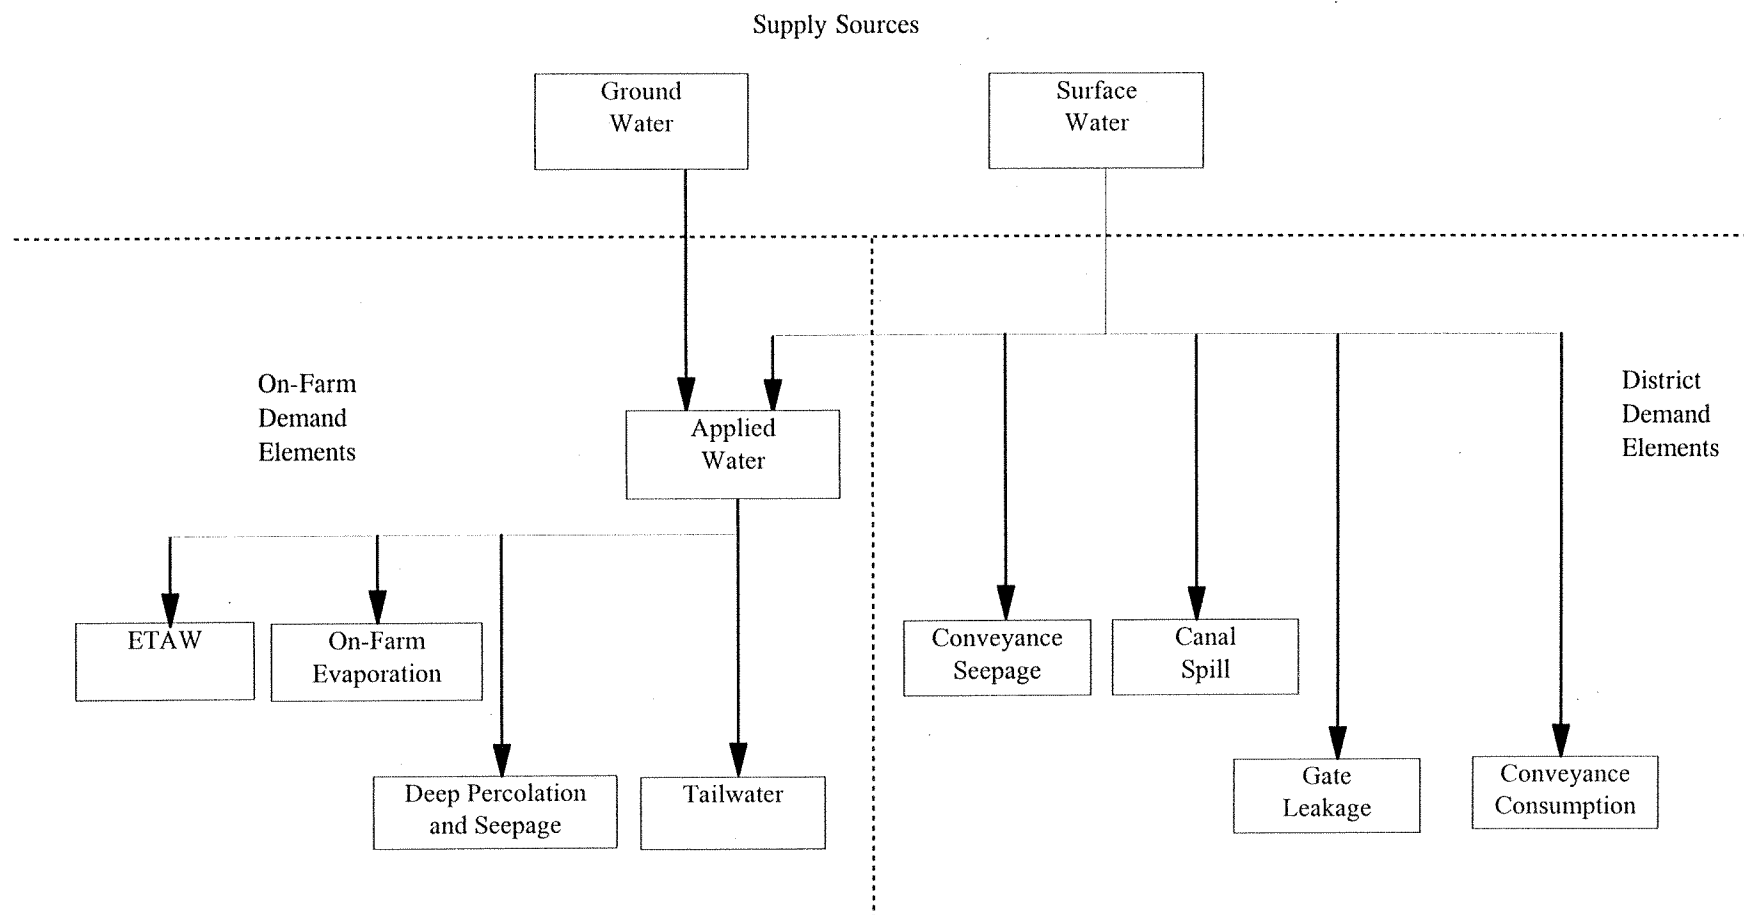 Supply Sources
Ground
Water
Surface
Water
On-Farm
Demand
Elements
District
Demand
Elements
Applied
Water
ETAW
On-Farm
Evaporation
Conveyance
Seepage
Canal
Spill
Deep Percolation
and Seepage
Tailwater
Gate
Leakage
Conveyance
Consumption